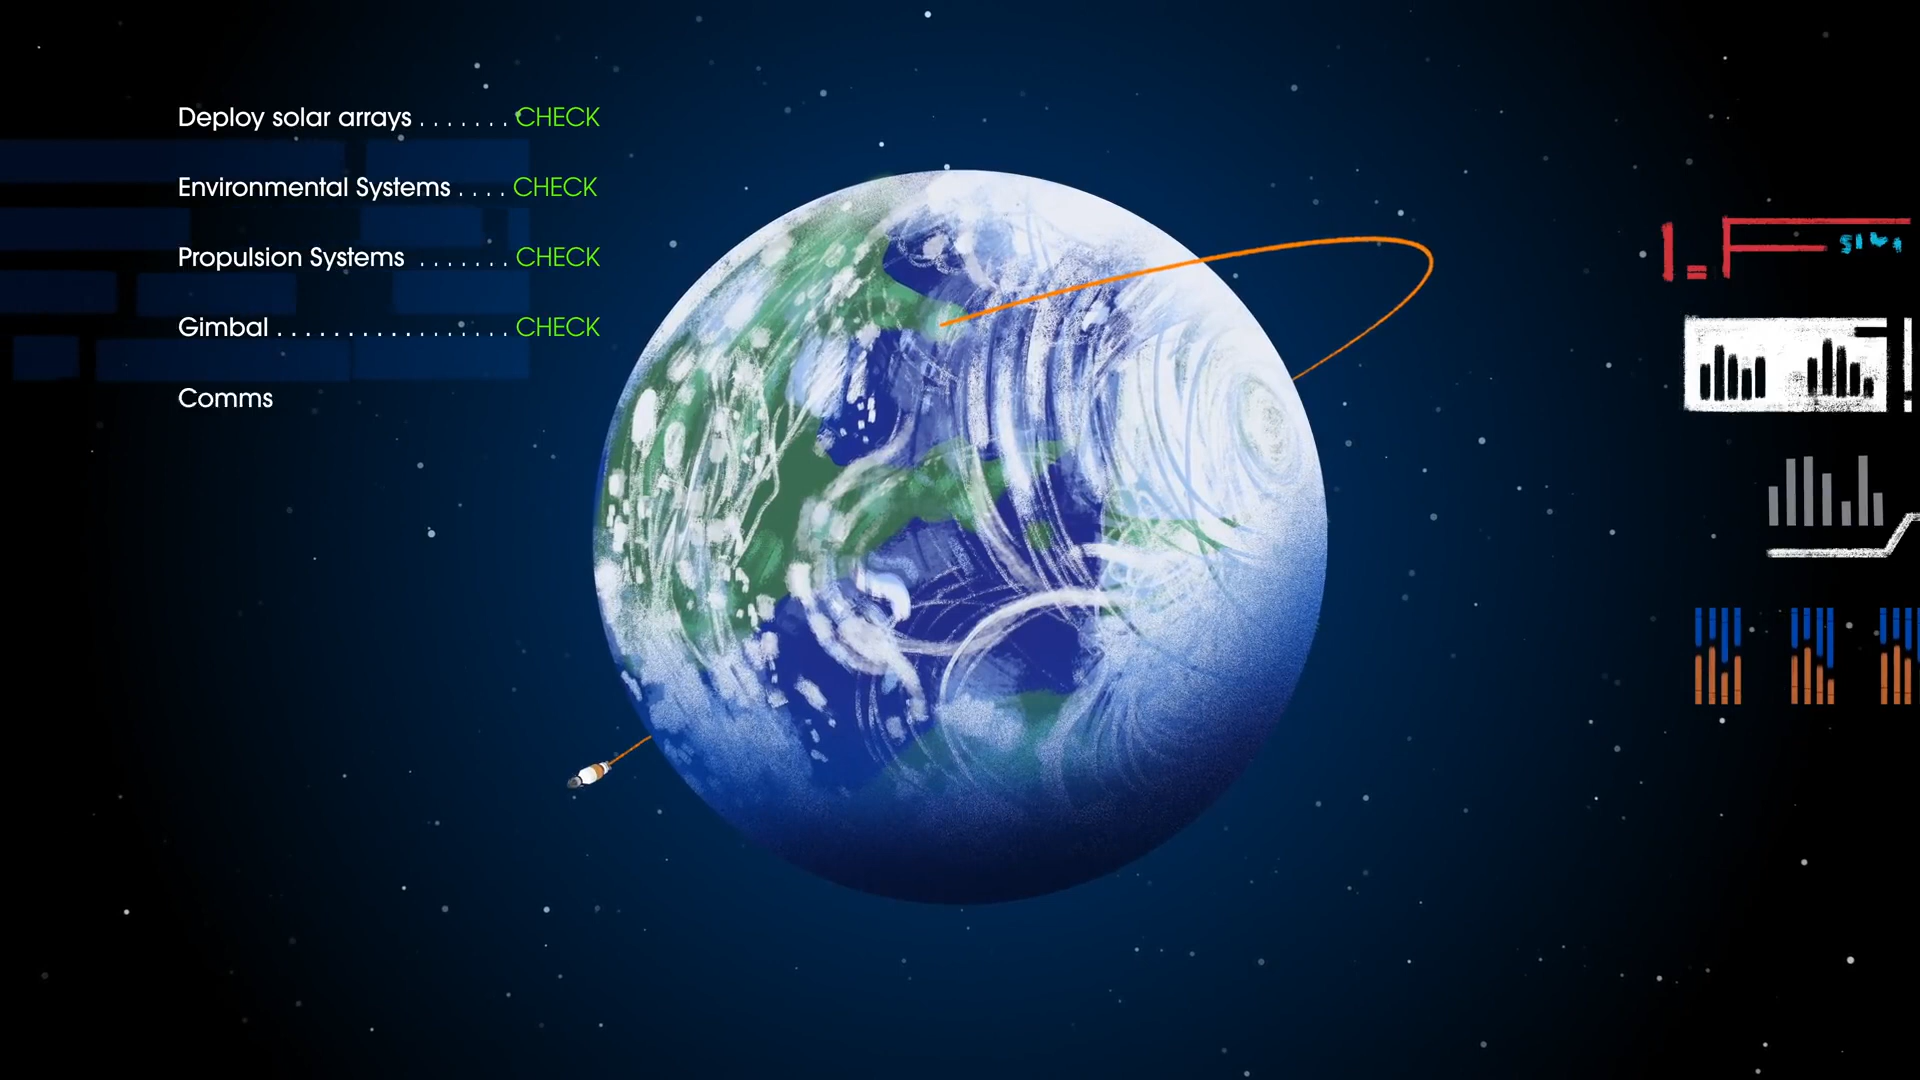 Deploy solar arrays . . . . . . . CHECK
Environmental Systems . . . . CHECK
Propulsion Systems . . . . . . . CHECK
Gimbal . . . . . . . . . . . . . . . . . CHECK
Comms